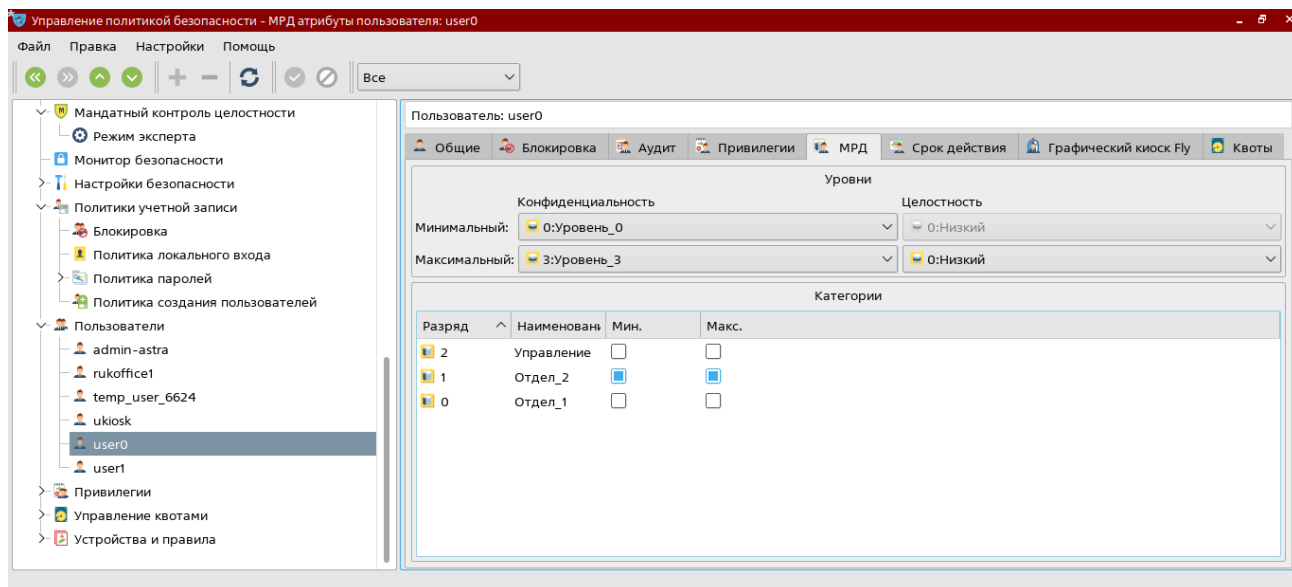 Управление политикой безопасности - МРД атрибуты пользователя: user0
Файл Правка Настройки Помощь
Все
Мандатный контроль целостности
Режим эксперта
Монитор безопасности
Настройки безопасности
Политики учетной записи
Блокировка
Политика локального входа
Политика паролей
Политика создания пользователей
Пользователи
admin-astra
rukoffice1
temp_user_6624
ukiosk
user0
user1
Привилегии
Управление квотами
Устройства и правила
Пользователь: user0
Общие Блокировка Аудит Привилегии МРД Срок действия Графический киоск Fly Квоты
Уровни
Конфиденциальность Целостность
Минимальный: 0:Уровень_0 0:Низкий
Максимальный: 3:Уровень_3 0:Низкий
Категории
Разряд Наименовани Мин. Макс.
2 Управление
1 Отдел_2
0 Отдел_1